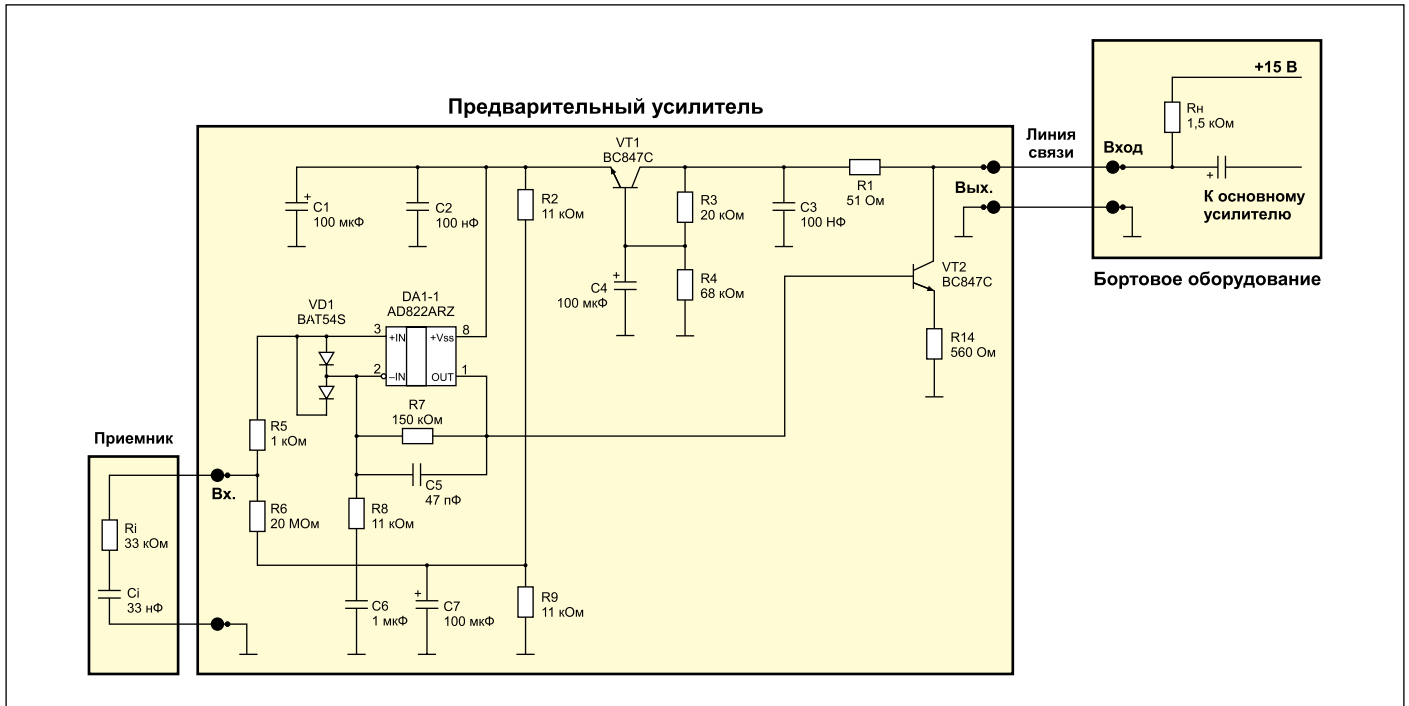 +15 В
Rн
1,5 кОм
Предварительный усилитель
Линия
связи
Вход
VT1
BC847C
R1
51 Ом
Вых.
К основному
усилителю
C1
100 мкФ
C2
100 нФ
R2
11 кОм
R3
20 кОм
C3
100 НФ
Бортовое оборудование
VT2
BC847C
C4
100 мкФ
R4
68 кОм
VD1
BAT54S
DA1-1
AD822ARZ
3
+IN
+Vss
8
2
–IN
OUT
1
R14
560 Ом
R7
150 кОм
Приемник
R5
1 кОм
Вх.
C5
47 пФ
R6
20 МОм
R8
11 кОм
Ri
33 кОм
Ci
33 нФ
C6
1 мкФ
C7
100 мкФ
R9
11 кОм
+
+
+
+